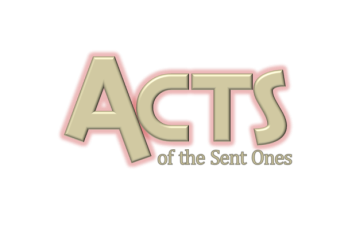 ACTS
of the Sent Ones